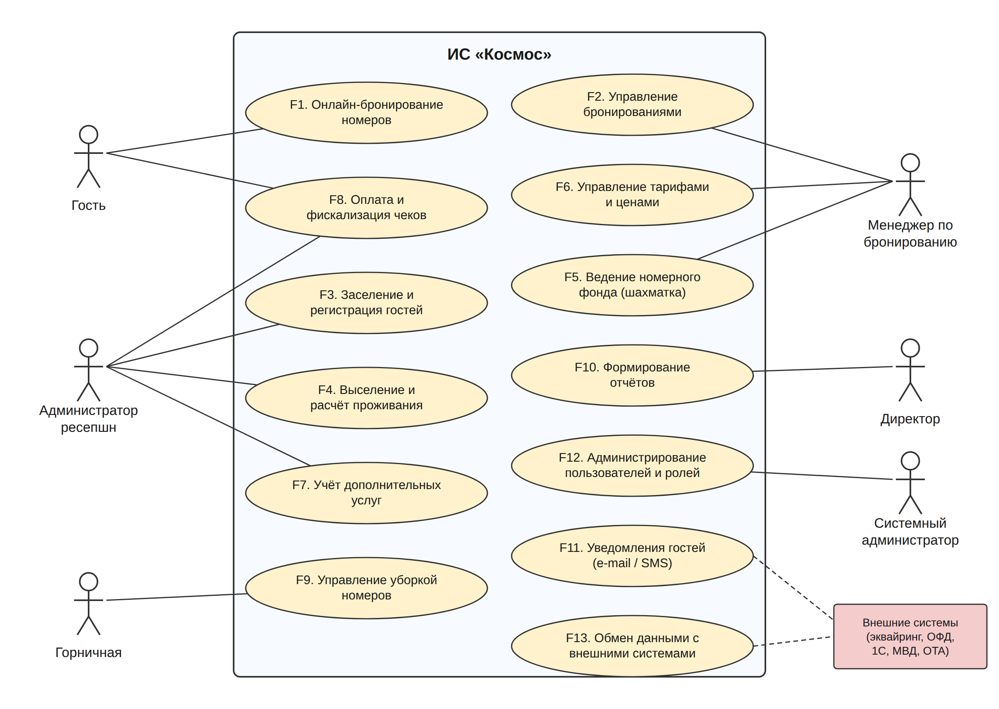 ИС «Космос»
F1. Онлайн-бронирование
номеров
F2. Управление
бронированиями
F8. Оплата и
фискализация чеков
F6. Управление тарифами
и ценами
F3. Заселение и
регистрация гостей
F5. Ведение номерного
фонда (шахматка)
F4. Выселение и
расчёт проживания
F10. Формирование
отчётов
F7. Учёт дополнительных
услуг
F12. Администрирование
пользователей и ролей
F9. Управление уборкой
номеров
F11. Уведомления гостей
(e-mail / SMS)
F13. Обмен данными с
внешними системами
Гость
Администратор
ресепшн
Горничная
Менеджер по
бронированию
Директор
Системный
администратор
Внешние системы
(эквайринг, ОФД,
1С, МВД, ОТА)